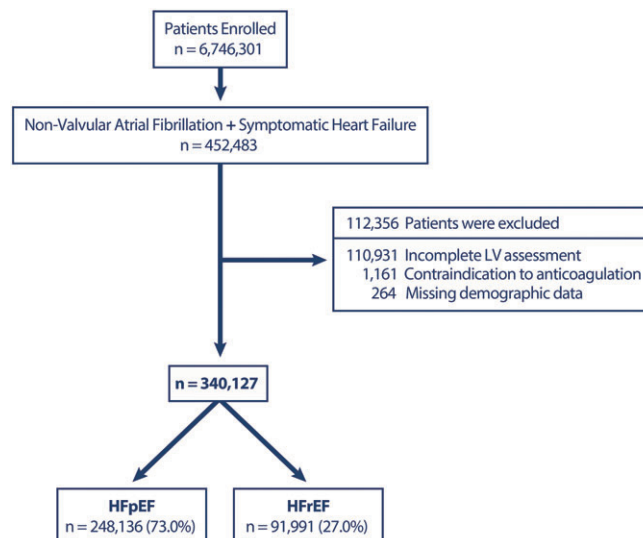 Patients Enrolled
n = 6,746,301
Non-Valvular Atrial Fibrillation + Symptomatic Heart Failure
n = 452,483
112,356 Patients were excluded
110,931 Incomplete LV assessment
1,161 Contraindication to anticoagulation
264 Missing demographic data
n = 340,127
HFpEF
n = 248,136 (73.0%)
HFrEF
n = 91,991 (27.0%)